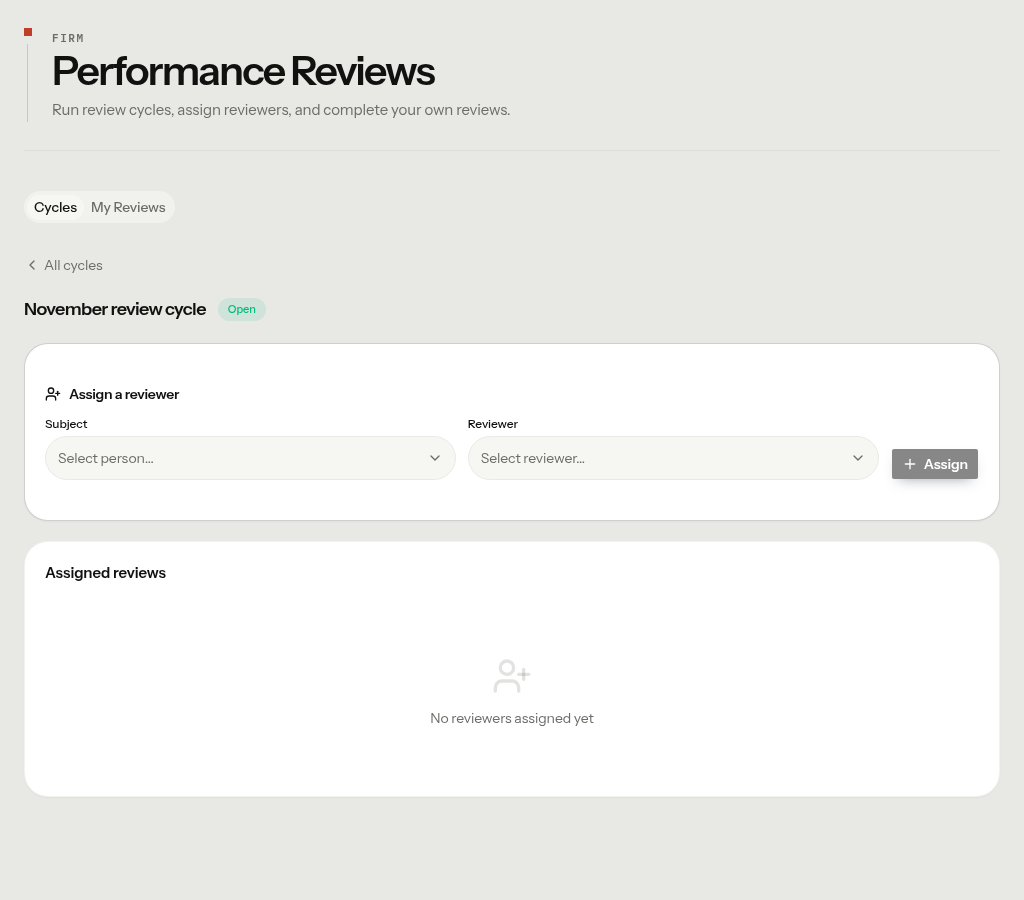 FIRM
Performance Reviews
Run review cycles, assign reviewers, and complete your own reviews.
Cycles My Reviews
All cycles
November review cycle Open
Assign a reviewer
Subject Reviewer
Select person... Select reviewer... Assign
Assigned reviews
No reviewers assigned yet